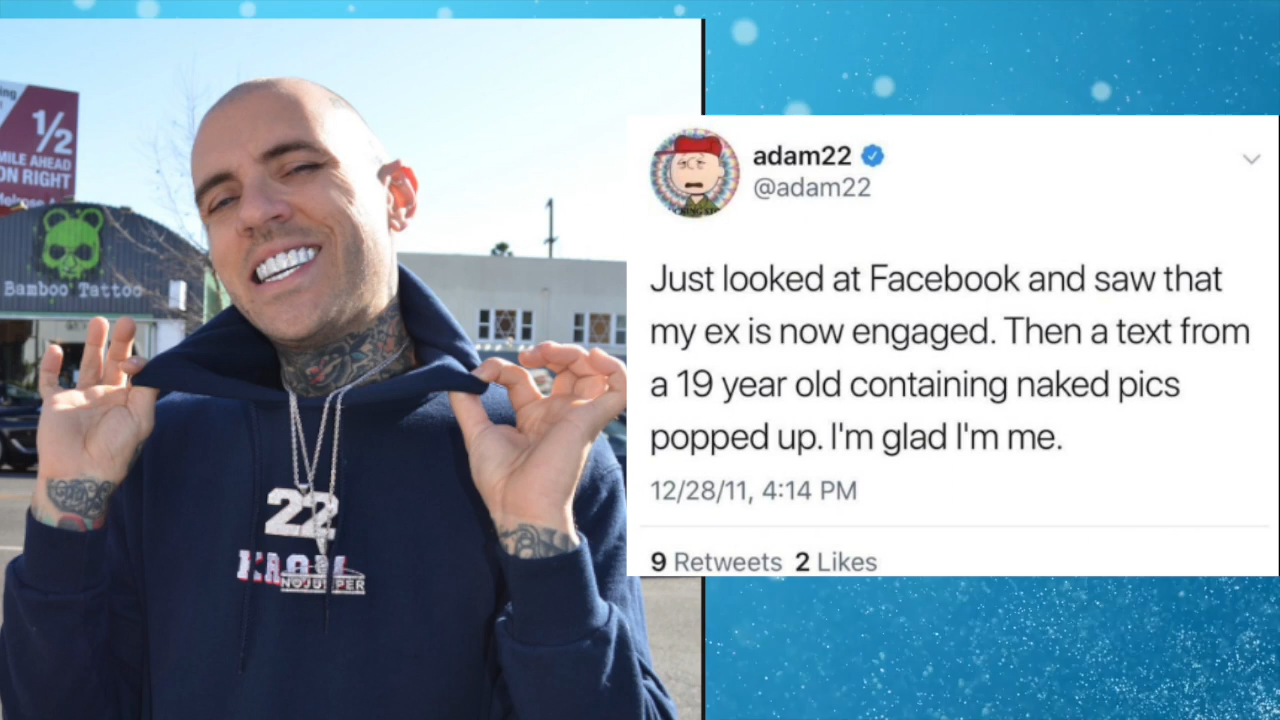 1/2
MILE AHEAD
ON RIGHT
Bamboo Tattoo
22
NOJUMPER
adam22
@adam22
Just looked at Facebook and saw that
my ex is now engaged. Then a text from
a 19 year old containing naked pics
popped up. I'm glad I'm me.
12/28/11, 4:14 PM
9 Retweets 2 Likes